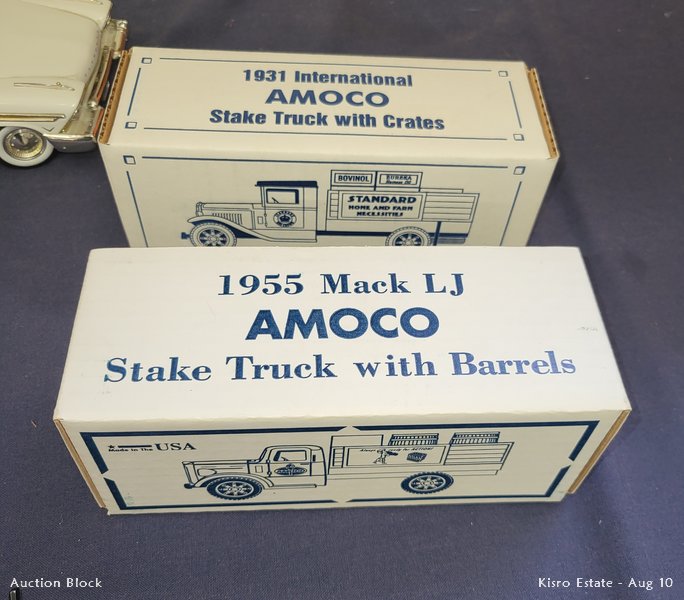 1931 International
AMOCO
Stake Truck with Crates
BOVINOL
EUREKA
STANDARD
HOME AND FARM
NECESSITIES
1955 Mack LJ
AMOCO
Stake Truck with Barrels
Made in The USA
Auction Block
Kisro Estate - Aug 10